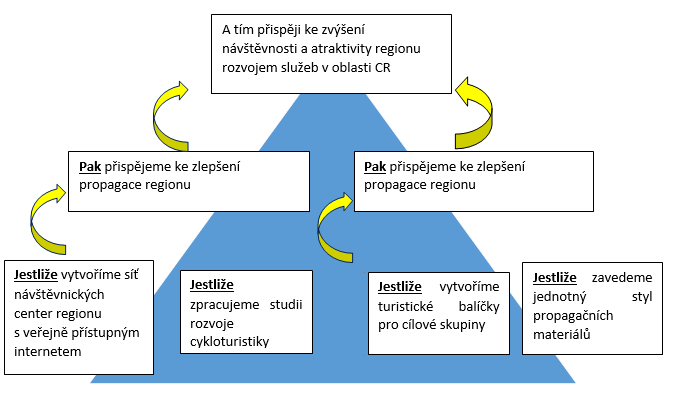 A tím přispěji ke zvýšení
návštěvnosti a atraktivity regionu
rozvojem služeb v oblasti CR
Pak přispějeme ke zlepšení
propagace regionu
Pak přispějeme ke zlepšení
propagace regionu
Jestliže vytvoříme síť
návštěvnických
center regionu
s veřejně přístupným
internetem
Jestliže
zpracujeme studii
rozvoje
cykloturistiky
Jestliže vytvoříme
turistické balíčky
pro cílové skupiny
Jestliže zavedeme
jednotný styl
propagačních
materiálů